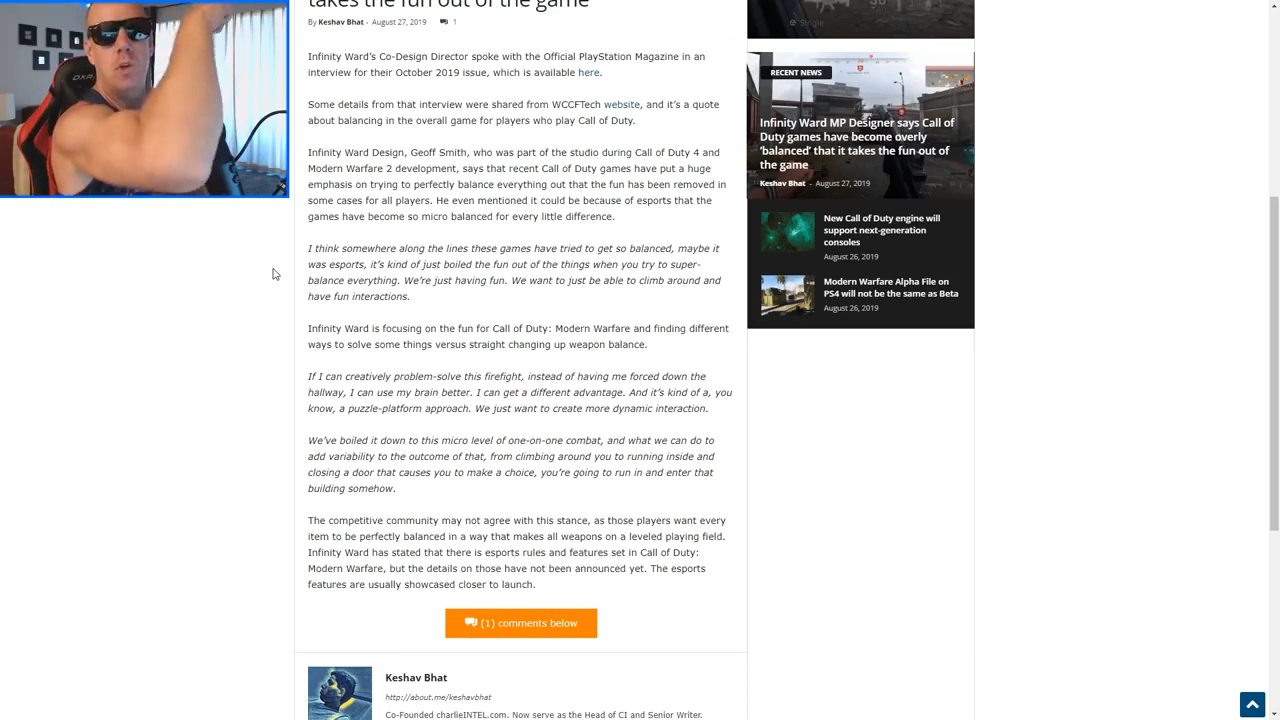 takes the fun out of the game
By Keshav Bhat - August 27, 2019 1
Infinity Ward's Co-Design Director spoke with the Official PlayStation Magazine in an
interview for their October 2019 issue, which is available here.
Some details from that interview were shared from WCCFTech website, and it's a quote
about balancing in the overall game for players who play Call of Duty.
Infinity Ward Design, Geoff Smith, who was part of the studio during Call of Duty 4 and
Modern Warfare 2 development, says that recent Call of Duty games have put a huge
emphasis on trying to perfectly balance everything out that the fun has been removed in
some cases for all players. He even mentioned it could be because of esports that the
games have become so micro balanced for every little difference.
I think somewhere along the lines these games have tried to get so balanced, maybe it
was esports, it's kind of just boiled the fun out of the things when you try to super-
balance everything. We're just having fun. We want to just be able to climb around and
have fun interactions.
Infinity Ward is focusing on the fun for Call of Duty: Modern Warfare and finding different
ways to solve some things versus straight changing up weapon balance.
If I can creatively problem-solve this firefight, instead of having me forced down the
hallway, I can use my brain better. I can get a different advantage. And it's kind of a, you
know, a puzzle-platform approach. We just want to create more dynamic interaction.
We've boiled it down to this micro level of one-on-one combat, and what we can do to
add variability to the outcome of that, from climbing around you to running inside and
closing a door that causes you to make a choice, you're going to run in and enter that
building somehow.
The competitive community may not agree with this stance, as those players want every
item to be perfectly balanced in a way that makes all weapons on a leveled playing field.
Infinity Ward has stated that there is esports rules and features set in Call of Duty:
Modern Warfare, but the details on those have not been announced yet. The esports
features are usually showcased closer to launch.
(1) comments below
Keshav Bhat
http://about.me/keshavbhat
Co-Founded charlieINTEL.com. Now serve as the Head of CI and Senior Writer.
Single
RECENT NEWS
Infinity Ward MP Designer says Call of
Duty games have become overly
'balanced' that it takes the fun out of
the game
Keshav Bhat - August 27, 2019
New Call of Duty engine will
support next-generation
consoles
August 26, 2019
Modern Warfare Alpha File on
PS4 will not be the same as Beta
August 26, 2019
DXR